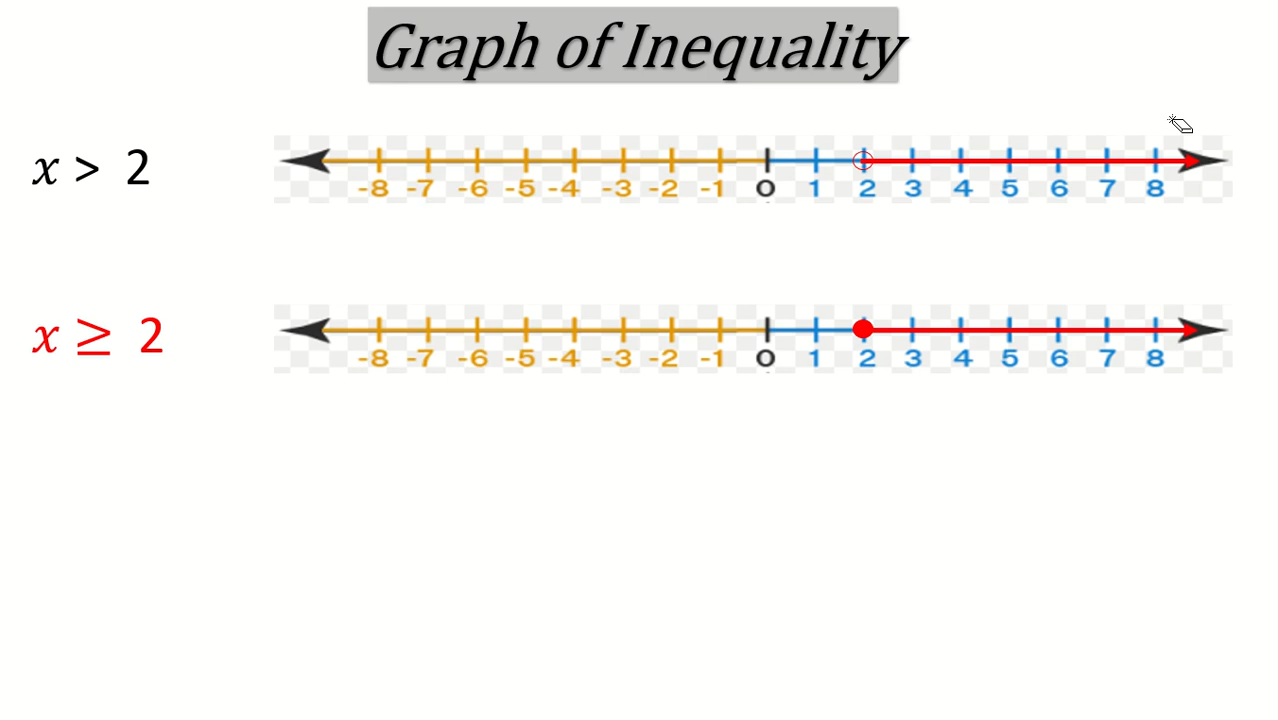 Graph of Inequality
x > 2
-8 -7 -6 -5 -4 -3 -2 -1 0 1 2 3 4 5 6 7 8
x ≥ 2
-8 -7 -6 -5 -4 -3 -2 -1 0 1 2 3 4 5 6 7 8